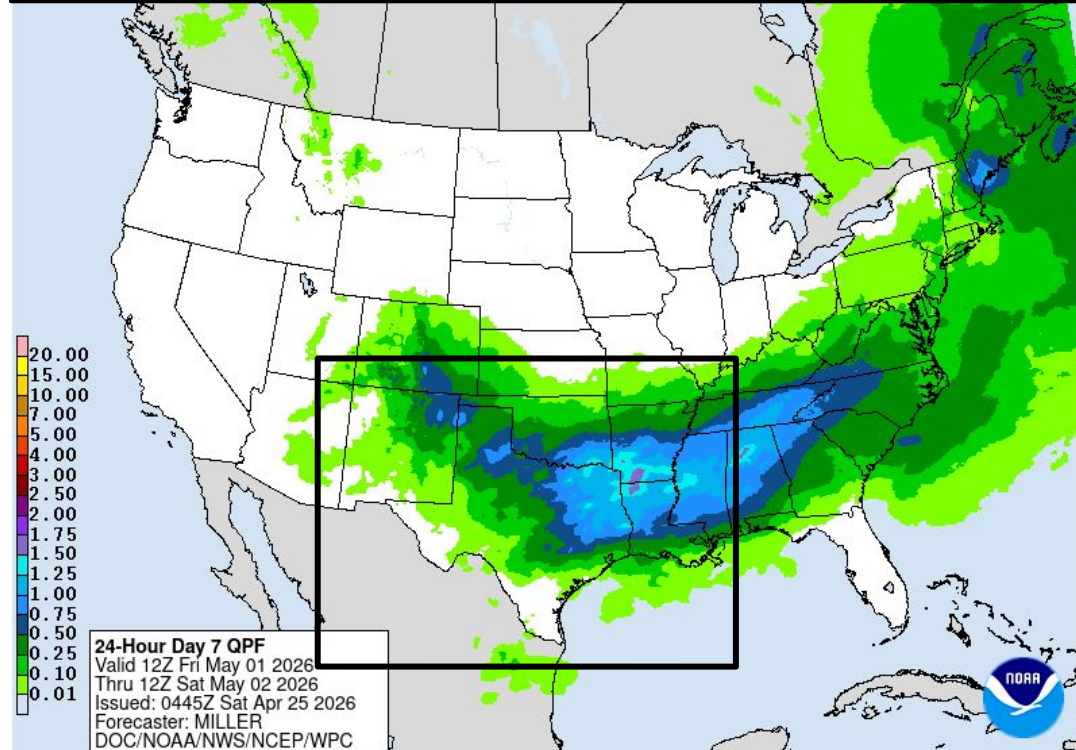 20.00
15.00
10.00
7.00
5.00
4.00
3.00
2.50
2.00
1.75
1.50
1.25
1.00
0.75
0.50
0.25
0.10
0.01
24-Hour Day 7 QPF
Valid 12Z Fri May 01 2026
Thru 12Z Sat May 02 2026
Issued: 0445Z Sat Apr 25 2026
Forecaster: MILLER
DOC/NOAA/NWS/NCEP/WPC
NOAA